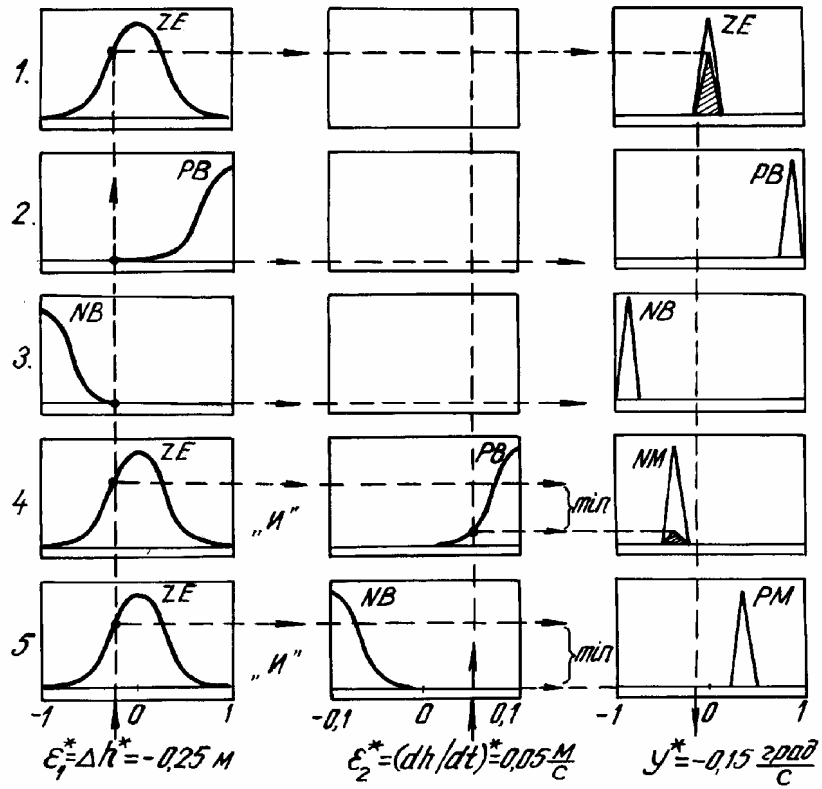 1. ZE ZE
2. PB PB
3. NB NB
4 ZE „И” PB min NM
5 ZE „И” NB min PM
-1 0 1 -0,1 0 0,1 -1 0 1
ε₁*=Δh*=-0,25 м ε₂*=(dh/dt)*=0,05 м/с y*=-0,15 град/с